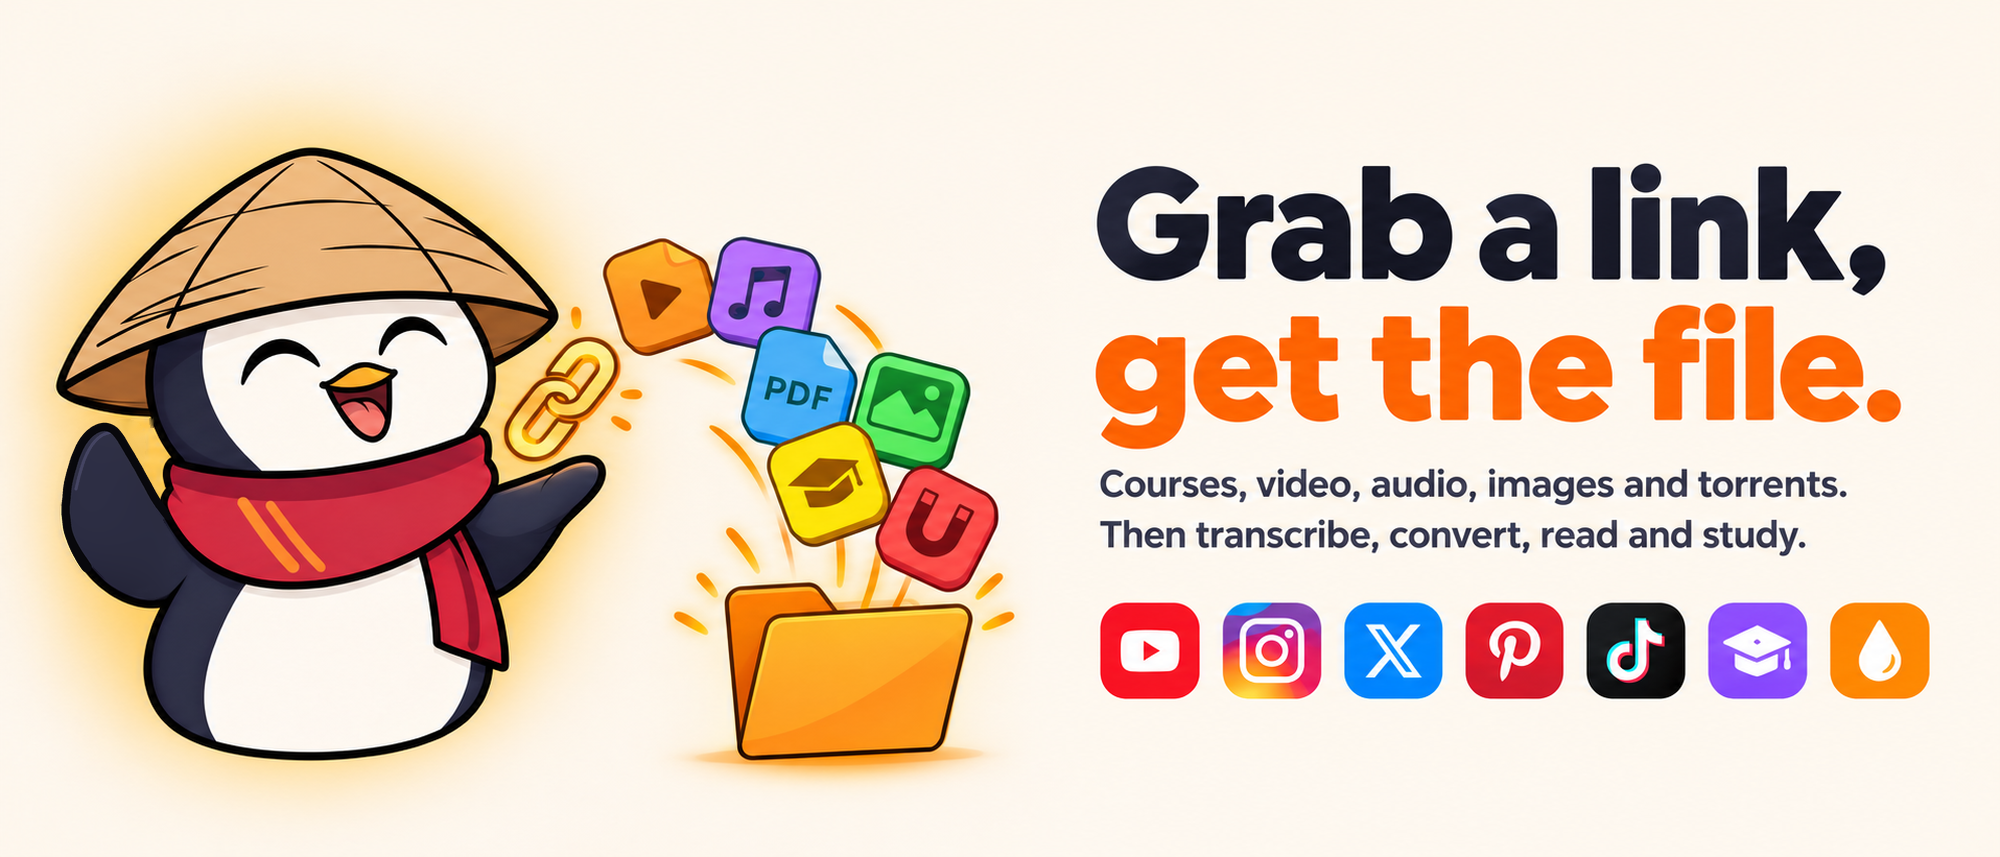 Grab a link,
get the file.
Courses, video, audio, images and torrents.
Then transcribe, convert, read and study.
PDF